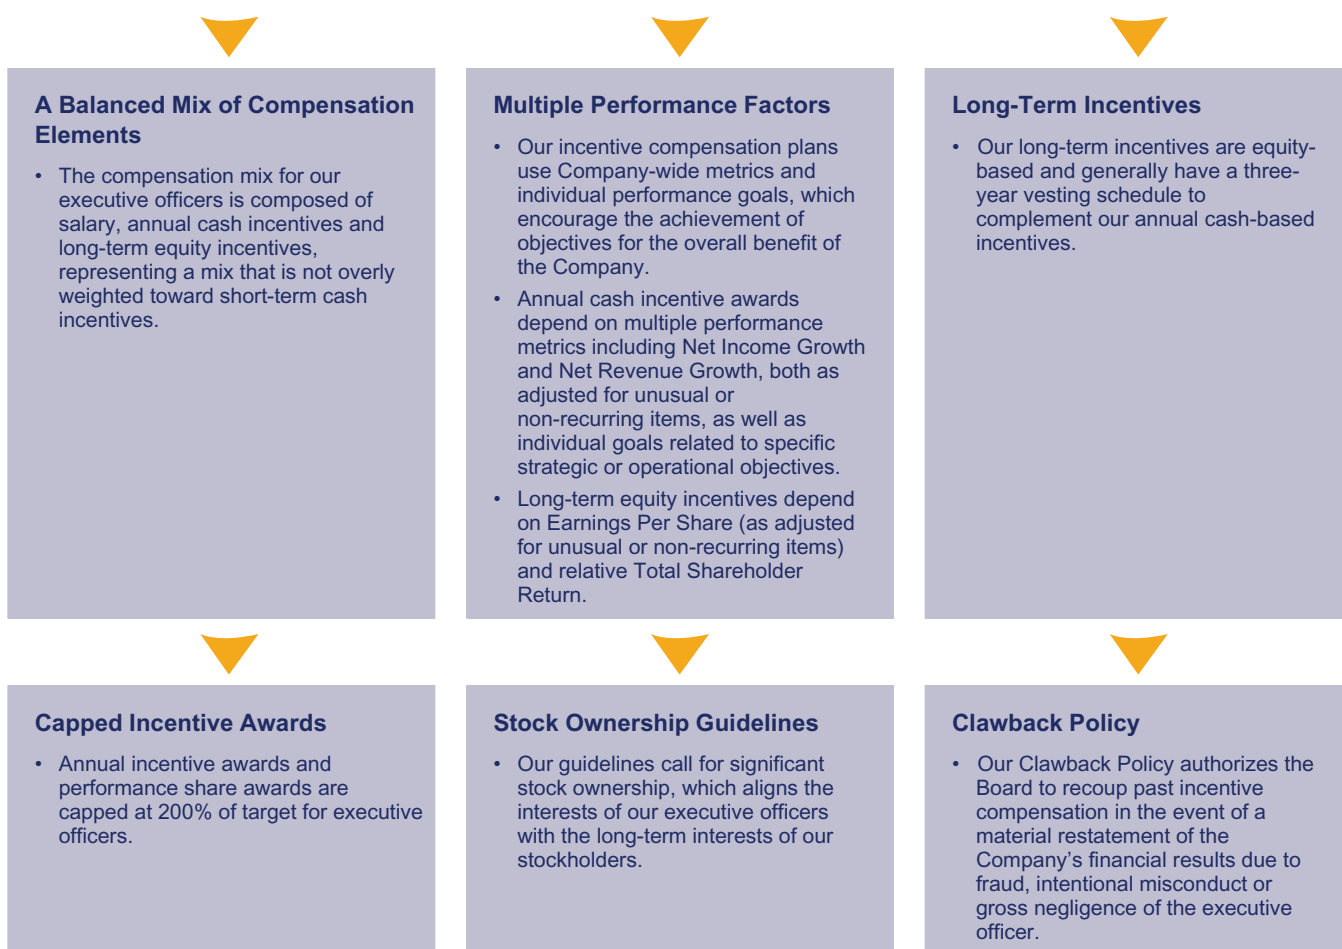 A Balanced Mix of Compensation
Elements
• The compensation mix for our
executive officers is composed of
salary, annual cash incentives and
long-term equity incentives,
representing a mix that is not overly
weighted toward short-term cash
incentives.
Multiple Performance Factors
• Our incentive compensation plans
use Company-wide metrics and
individual performance goals, which
encourage the achievement of
objectives for the overall benefit of
the Company.
• Annual cash incentive awards
depend on multiple performance
metrics including Net Income Growth
and Net Revenue Growth, both as
adjusted for unusual or
non-recurring items, as well as
individual goals related to specific
strategic or operational objectives.
• Long-term equity incentives depend
on Earnings Per Share (as adjusted
for unusual or non-recurring items)
and relative Total Shareholder
Return.
Long-Term Incentives
• Our long-term incentives are equity-
based and generally have a three-
year vesting schedule to
complement our annual cash-based
incentives.
Capped Incentive Awards
• Annual incentive awards and
performance share awards are
capped at 200% of target for executive
officers.
Stock Ownership Guidelines
• Our guidelines call for significant
stock ownership, which aligns the
interests of our executive officers
with the long-term interests of our
stockholders.
Clawback Policy
• Our Clawback Policy authorizes the
Board to recoup past incentive
compensation in the event of a
material restatement of the
Company’s financial results due to
fraud, intentional misconduct or
gross negligence of the executive
officer.